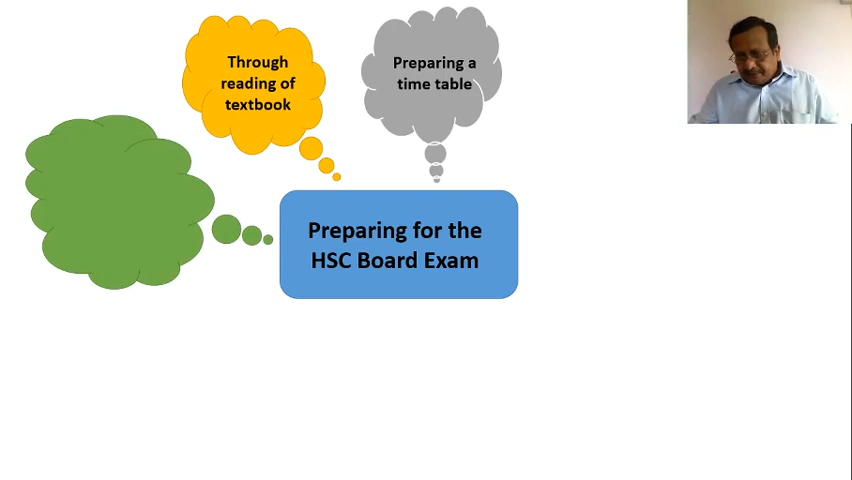 Through
reading of
textbook
Preparing a
time table
Preparing for the
HSC Board Exam